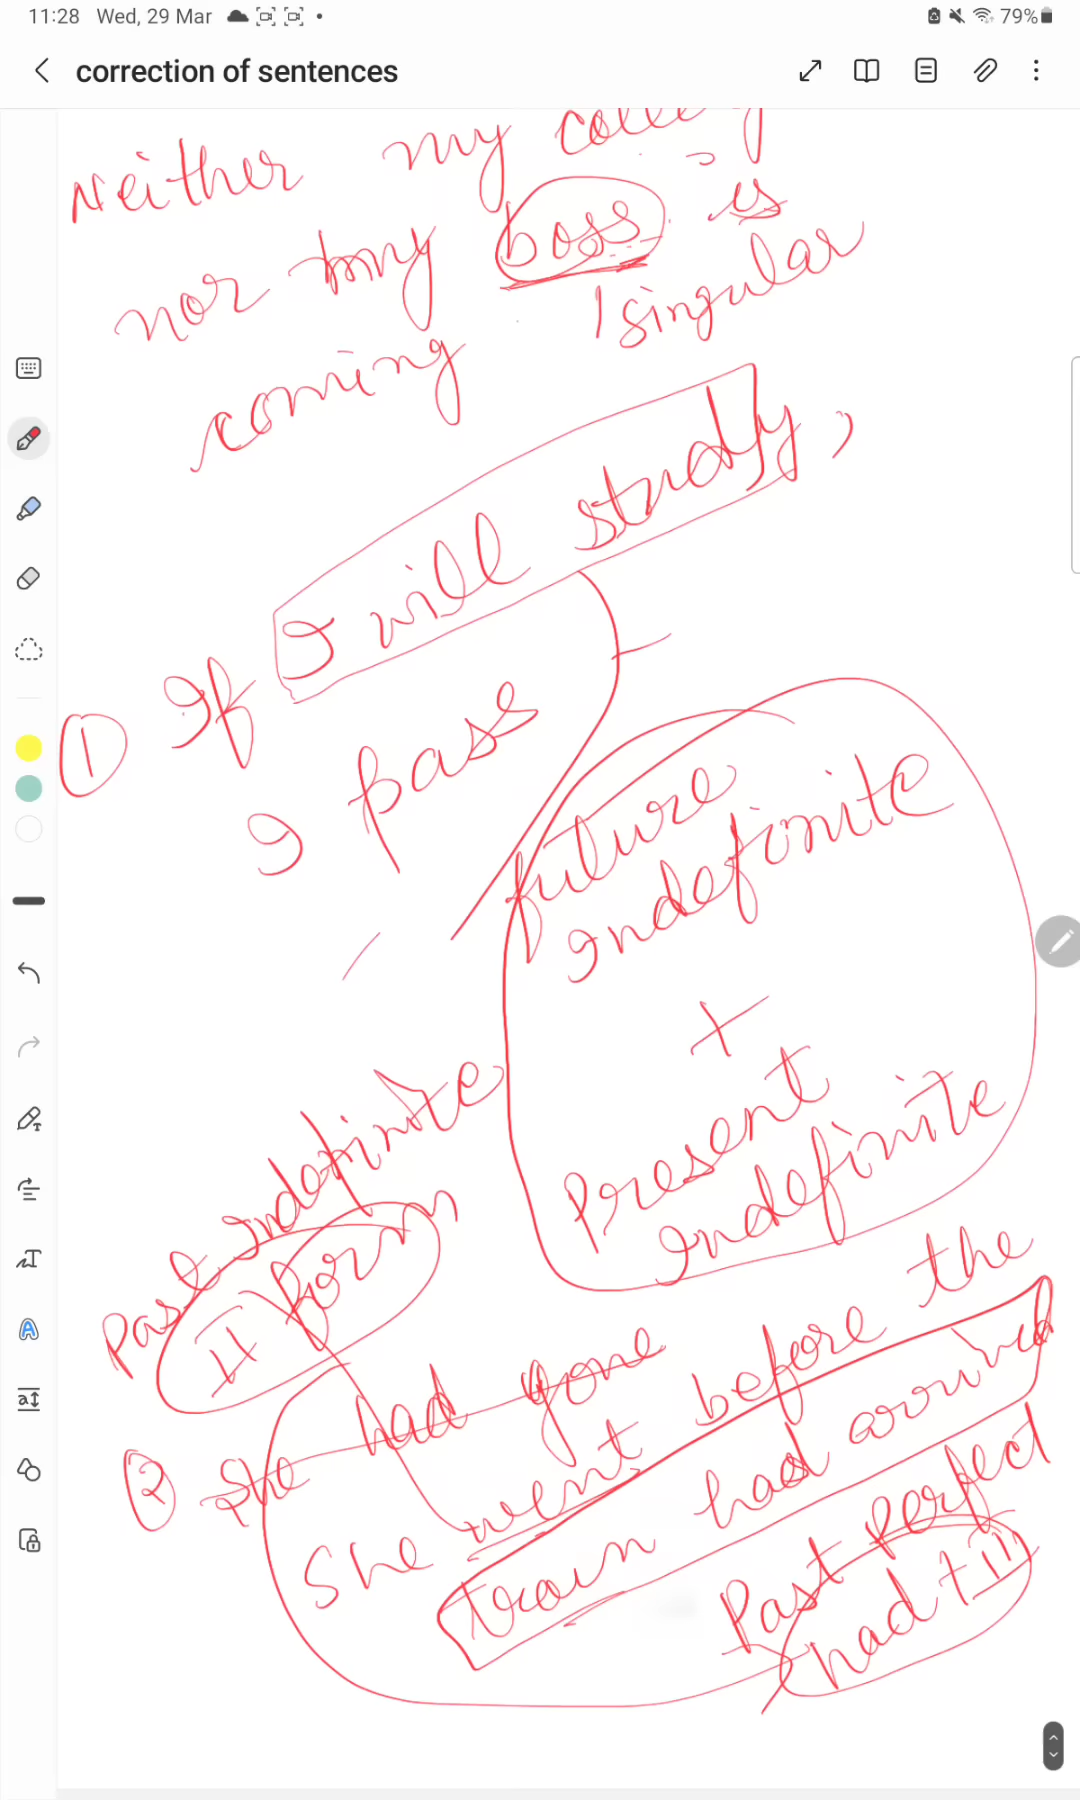 11:28 Wed, 29 Mar 79%
correction of sentences
Neither my
nor my boss is
coming singular
① If I will study,
I pass
future
Indefinite
+
Present
Indefinite
Past Indefinite
II form
② She had gone before the
She went
train had arrived
Past Perfect
had + III